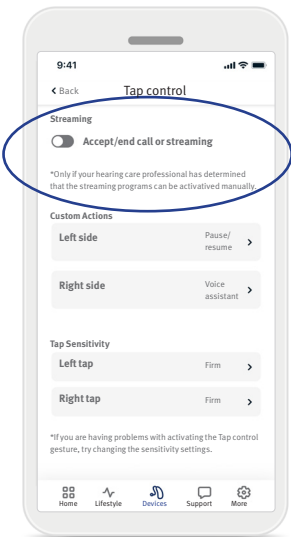 9:41
Back Tap control
Streaming
Accept/end call or streaming
*Only if your hearing care professional has determined
that the streaming programs can be activatived manually.
Custom Actions
Left side Pause/
resume
Right side Voice
assistant
Tap Sensitivity
Left tap Firm
Right tap Firm
*If you are having problems with activating the Tap control
gesture, try changing the sensitivity settings.
Home Lifestyle Devices Support More